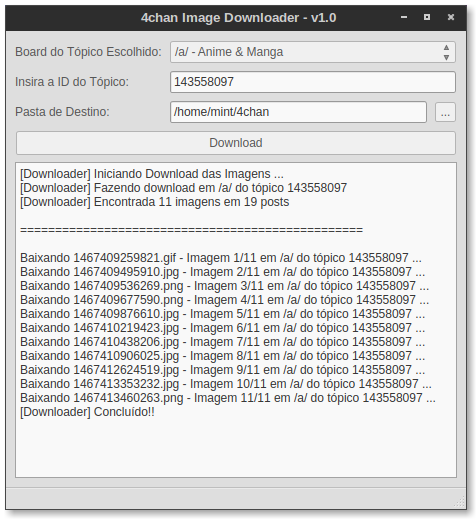 4chan Image Downloader - v1.0
Board do Tópico Escolhido: /a/ - Anime & Manga
Insira a ID do Tópico: 143558097
Pasta de Destino: /home/mint/4chan ...
Download
[Downloader] Iniciando Download das Imagens ...
[Downloader] Fazendo download em /a/ do tópico 143558097
[Downloader] Encontrada 11 imagens em 19 posts
=================================================
Baixando 1467409259821.gif - Imagem 1/11 em /a/ do tópico 143558097 ...
Baixando 1467409495910.jpg - Imagem 2/11 em /a/ do tópico 143558097 ...
Baixando 1467409536269.png - Imagem 3/11 em /a/ do tópico 143558097 ...
Baixando 1467409677590.png - Imagem 4/11 em /a/ do tópico 143558097 ...
Baixando 1467409876610.jpg - Imagem 5/11 em /a/ do tópico 143558097 ...
Baixando 1467410219423.jpg - Imagem 6/11 em /a/ do tópico 143558097 ...
Baixando 1467410438206.jpg - Imagem 7/11 em /a/ do tópico 143558097 ...
Baixando 1467410906025.jpg - Imagem 8/11 em /a/ do tópico 143558097 ...
Baixando 1467412624519.jpg - Imagem 9/11 em /a/ do tópico 143558097 ...
Baixando 1467413353232.jpg - Imagem 10/11 em /a/ do tópico 143558097 ...
Baixando 1467413460263.png - Imagem 11/11 em /a/ do tópico 143558097 ...
[Downloader] Concluído!!